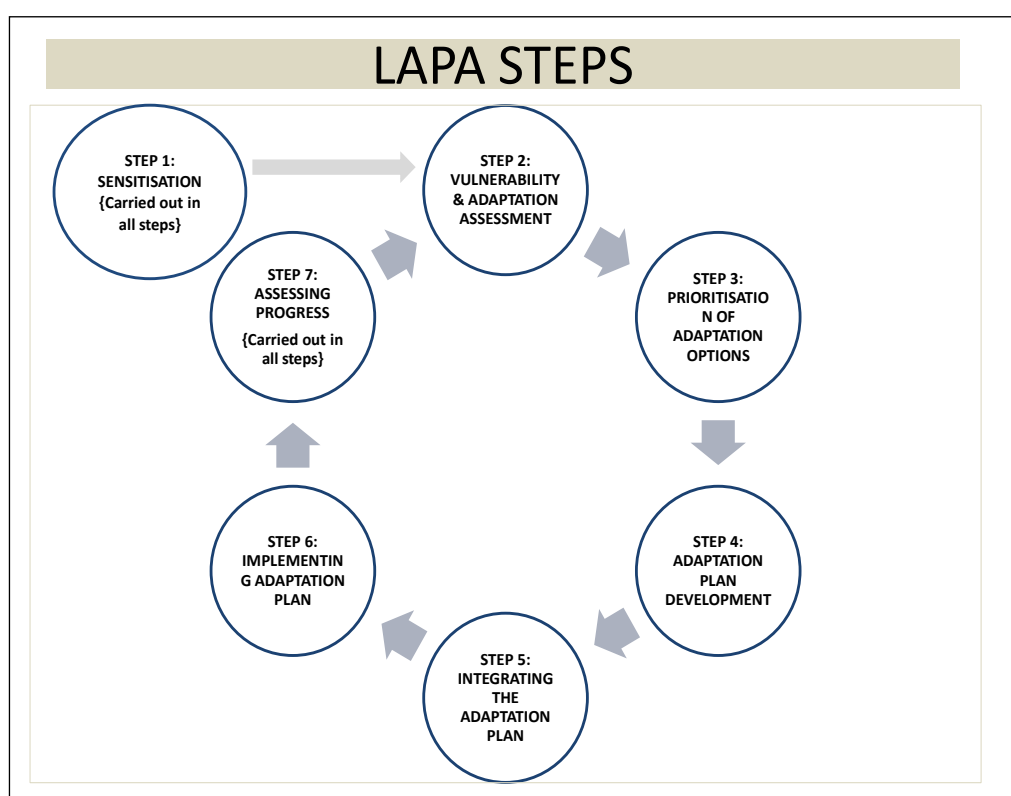 LAPA STEPS
STEP 1:
SENSITISATION
{Carried out in
all steps}
STEP 2:
VULNERABILITY
& ADAPTATION
ASSESSMENT
STEP 3:
PRIORITISATIO
N OF
ADAPTATION
OPTIONS
STEP 4:
ADAPTATION
PLAN
DEVELOPMENT
STEP 5:
INTEGRATING
THE
ADAPTATION
PLAN
STEP 6:
IMPLEMENTIN
G ADAPTATION
PLAN
STEP 7:
ASSESSING
PROGRESS
{Carried out in
all steps}